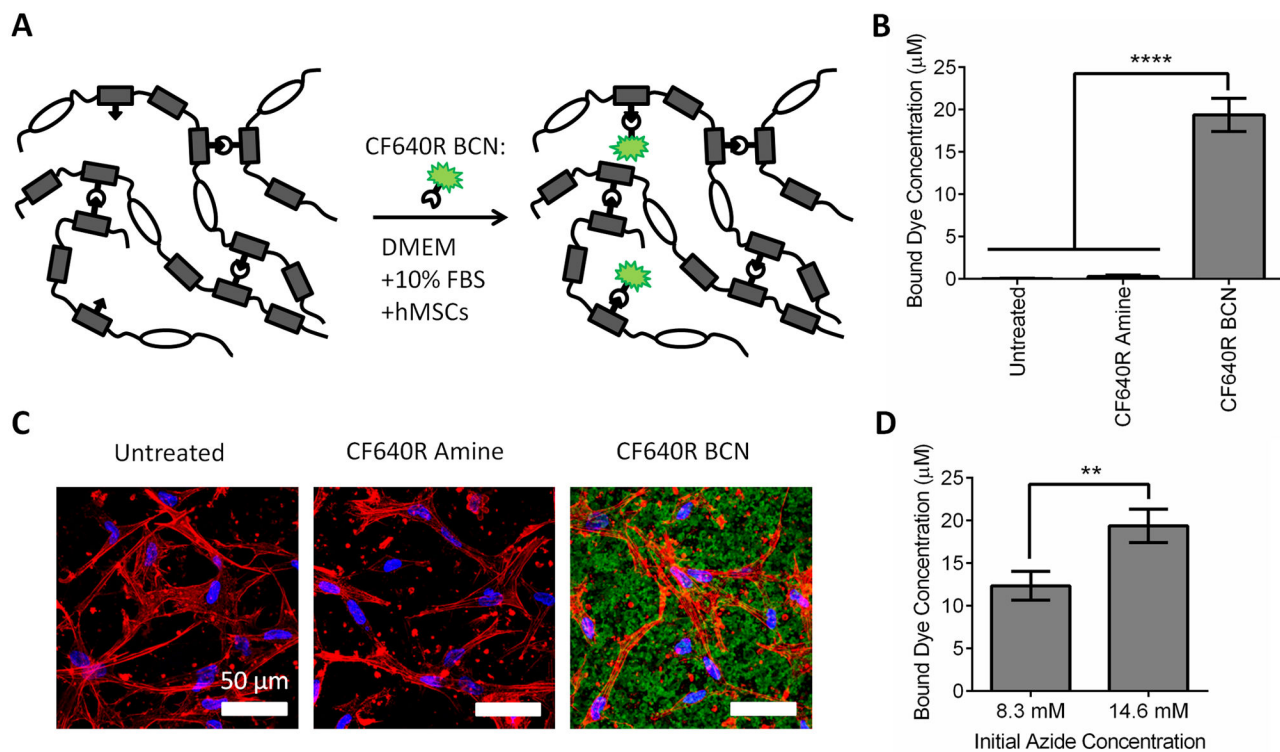 A
CF640R BCN:
DMEM
+10% FBS
+hMSCs
B
Bound Dye Concentration (μM)
25
20
15
10
5
0
****
Untreated
CF640R Amine
CF640R BCN
C
Untreated
CF640R Amine
CF640R BCN
50 μm
D
Bound Dye Concentration (μM)
25
20
15
10
5
0
**
8.3 mM
14.6 mM
Initial Azide Concentration